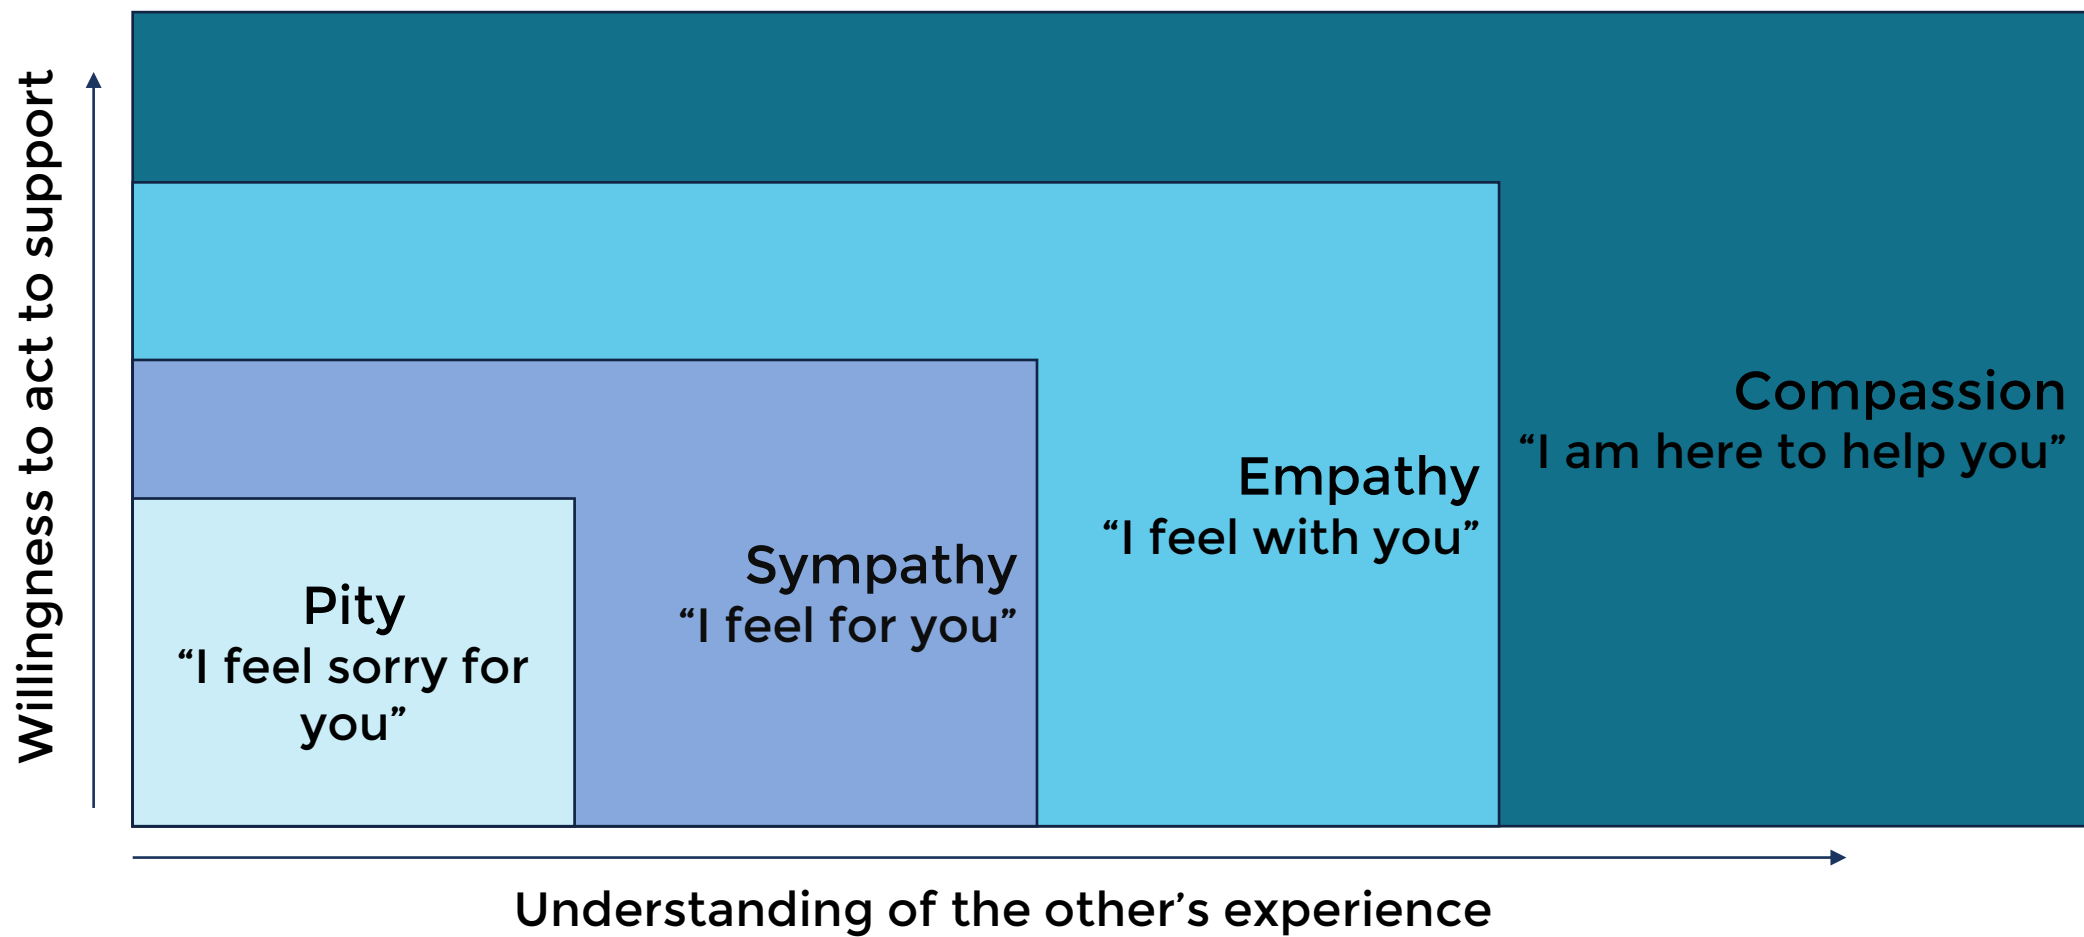 Willingness to act to support
Compassion
“I am here to help you”
Empathy
“I feel with you”
Sympathy
“I feel for you”
Pity
“I feel sorry for
you”
Understanding of the other’s experience